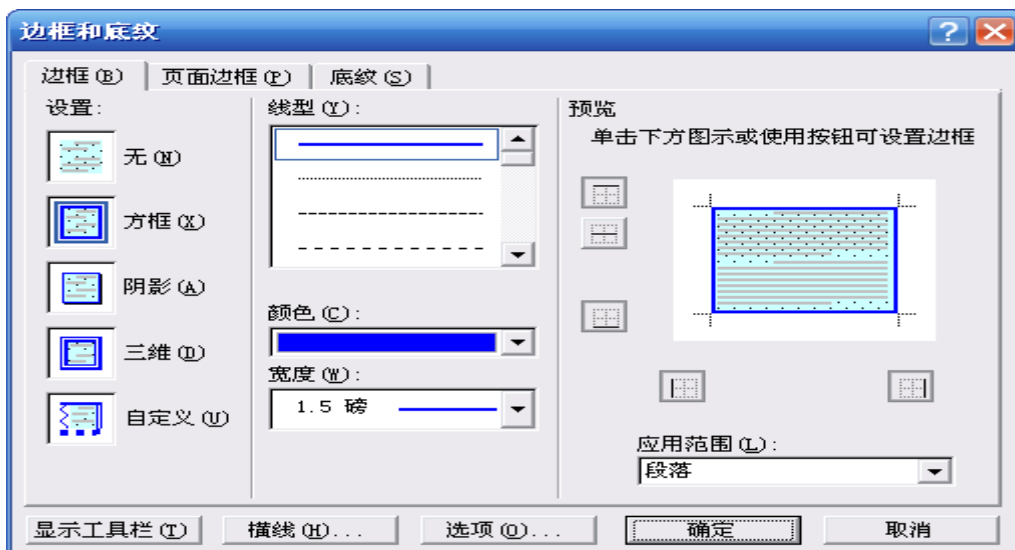 边框和底纹
边框(B) 页面边框(P) 底纹(S)
设置:
无(N)
方框(X)
阴影(A)
三维(D)
自定义(U)
线型(Y):
颜色(C):
宽度(W):
1.5 磅
预览
单击下方图示或使用按钮可设置边框
应用范围(L):
段落
显示工具栏(T) 横线(H)... 选项(O)... 确定 取消